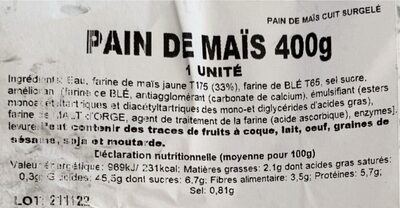 PAIN DE MAÏS CUIT SURGELÉ
PAIN DE MAÏS 400g
1 UNITÉ
Ingrédients: Eau, farine de maïs jaune T175 (33%), farine de BLÉ T65, sel sucre,
améliorant (farine de BLÉ, antiagglomérant (carbonate de calcium), émulsifiant (esters
monoacétyltartriques et diacétyltartriques des mono-et diglycérides d'acides gras),
farine de MALT d'ORGE, agent de traitement de la farine (acide ascorbique), enzymes],
levure. Peut contenir des traces de fruits à coque, lait, oeuf, graines de
sésame, soja et moutarde.
Déclaration nutritionnelle (moyenne pour 100g)
Valeur énergétique: 969kJ/ 231kcal: Matières grasses: 2.1g dont acides gras saturés:
0,3g Glucides: 45,5g dont sucres: 6,7g: Fibres alimentaires: 3,5g: Protéines: 5,7g:
Sel: 0,81g
LOT: 211122